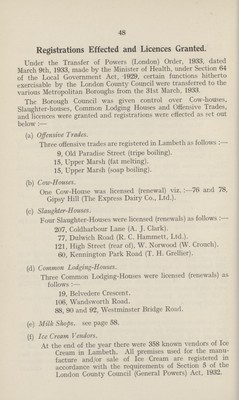 48
Registrations Effected and Licences Granted.
Under the Transfer of Powers (London) Order, 1933, dated
March 9th, 1933, made by the Minister of Health, under Section 64
of the Local Government Act, 1929, certain functions hitherto
exercisable by the London County Council were transferred to the
various Metropolitan Boroughs from the 31st March, 1933.
The Borough Council was given control over Cow-houses,
Slaughter-houses, Common Lodging Houses and Offensive Trades,
and licences were granted and registrations were effected as set out
below :—
(a) Offensive Trades.
Three offensive trades are registered in Lambeth as follows :—
9, Old Paradise Street (tripe boiling).
15, Upper Marsh (fat melting).
15, Upper Marsh (soap boiling).
(b) Cow-Houses.
One Cow-House was licensed (renewal) viz. :—76 and 78,
Gipsy Hill (The Express Dairy Co., Ltd.).
(c) Slaughter-Houses.
Four Slaughter-Houses were licensed (renewals) as follows :—
207, Coldharbour Lane (A. J. Clark).
77, Dulwich Road (R. C. Hammett, Ltd.).
121, High Street (rear of), W. Norwood (W. Crouch).
60, Kennington Park Road (T. H. Grellier).
(d) Common Lodging-Houses.
Three Common Lodging-Houses were licensed (renewals) as
follows :—
19, Belvedere Crescent.
106, Wandsworth Road.
88, 90 and 92, Westminster Bridge Road.
(e) Milk Shops. see page 58.
(f) Ice Cream Vendors.
At the end of the year there were 358 known vendors of Ice
Cream in Lambeth. All premises used for the manu-
facture and/or sale of Ice Cream are registered in
accordance with the requirements of Section 5 of the
London County Council (General Powers) Act, 1932.